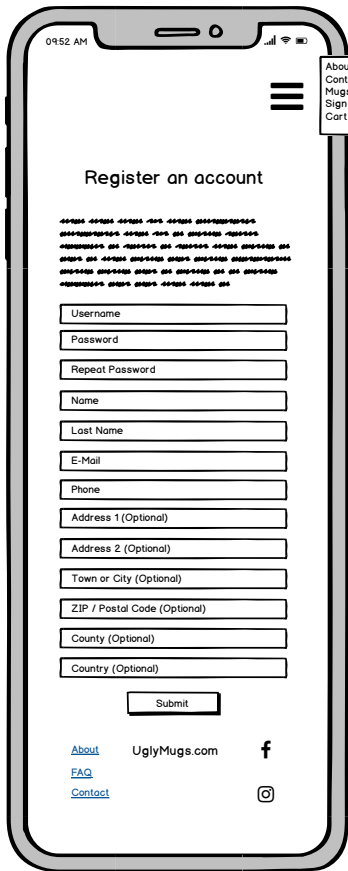 09:52 AM
Mugs
Sign
Cart
Register an account
Username
Password
Repeat Password
Name
Last Name
E-Mail
Phone
Address 1 (Optional)
Address 2 (Optional)
Town or City (Optional)
ZIP / Postal Code (Optional)
County (Optional)
Country (Optional)
Submit
About UglyMugs.com
FAQ
Contact